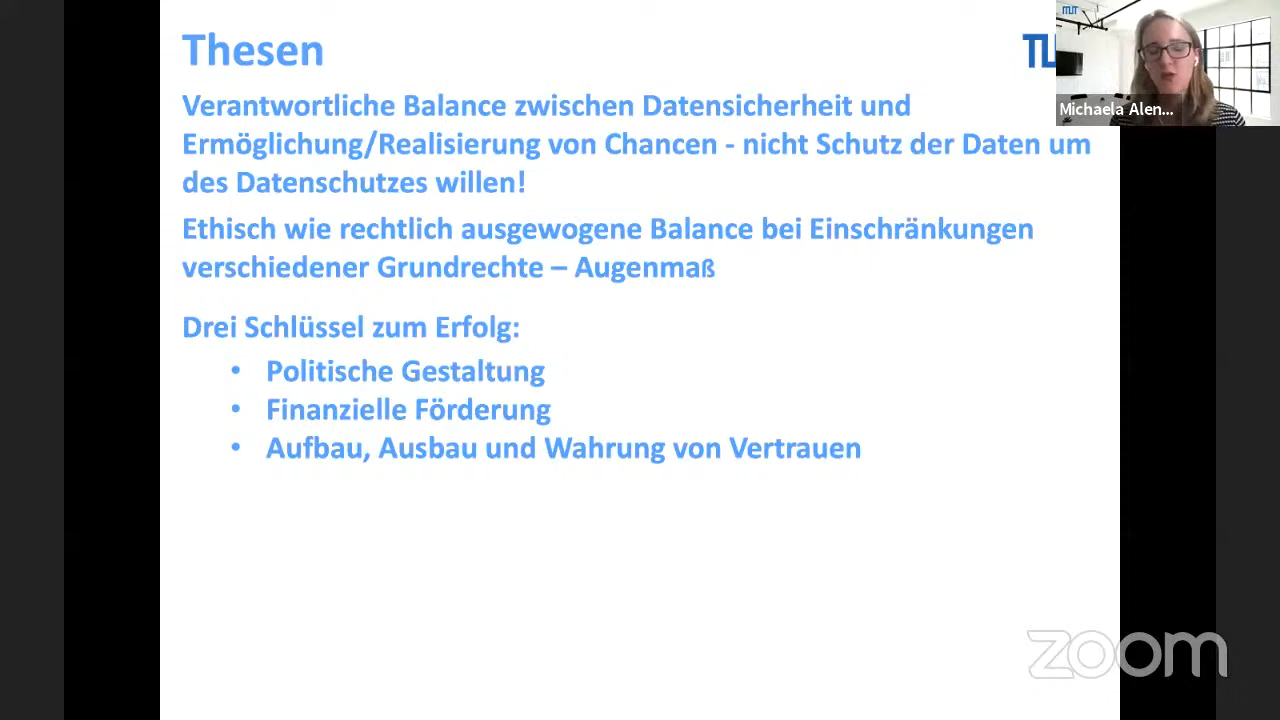 Thesen
Verantwortliche Balance zwischen Datensicherheit und
Ermöglichung/Realisierung von Chancen - nicht Schutz der Daten um
des Datenschutzes willen!
Ethisch wie rechtlich ausgewogene Balance bei Einschränkungen
verschiedener Grundrechte – Augenmaß
Drei Schlüssel zum Erfolg:
• Politische Gestaltung
• Finanzielle Förderung
• Aufbau, Ausbau und Wahrung von Vertrauen
Michaela Alen...
zoom